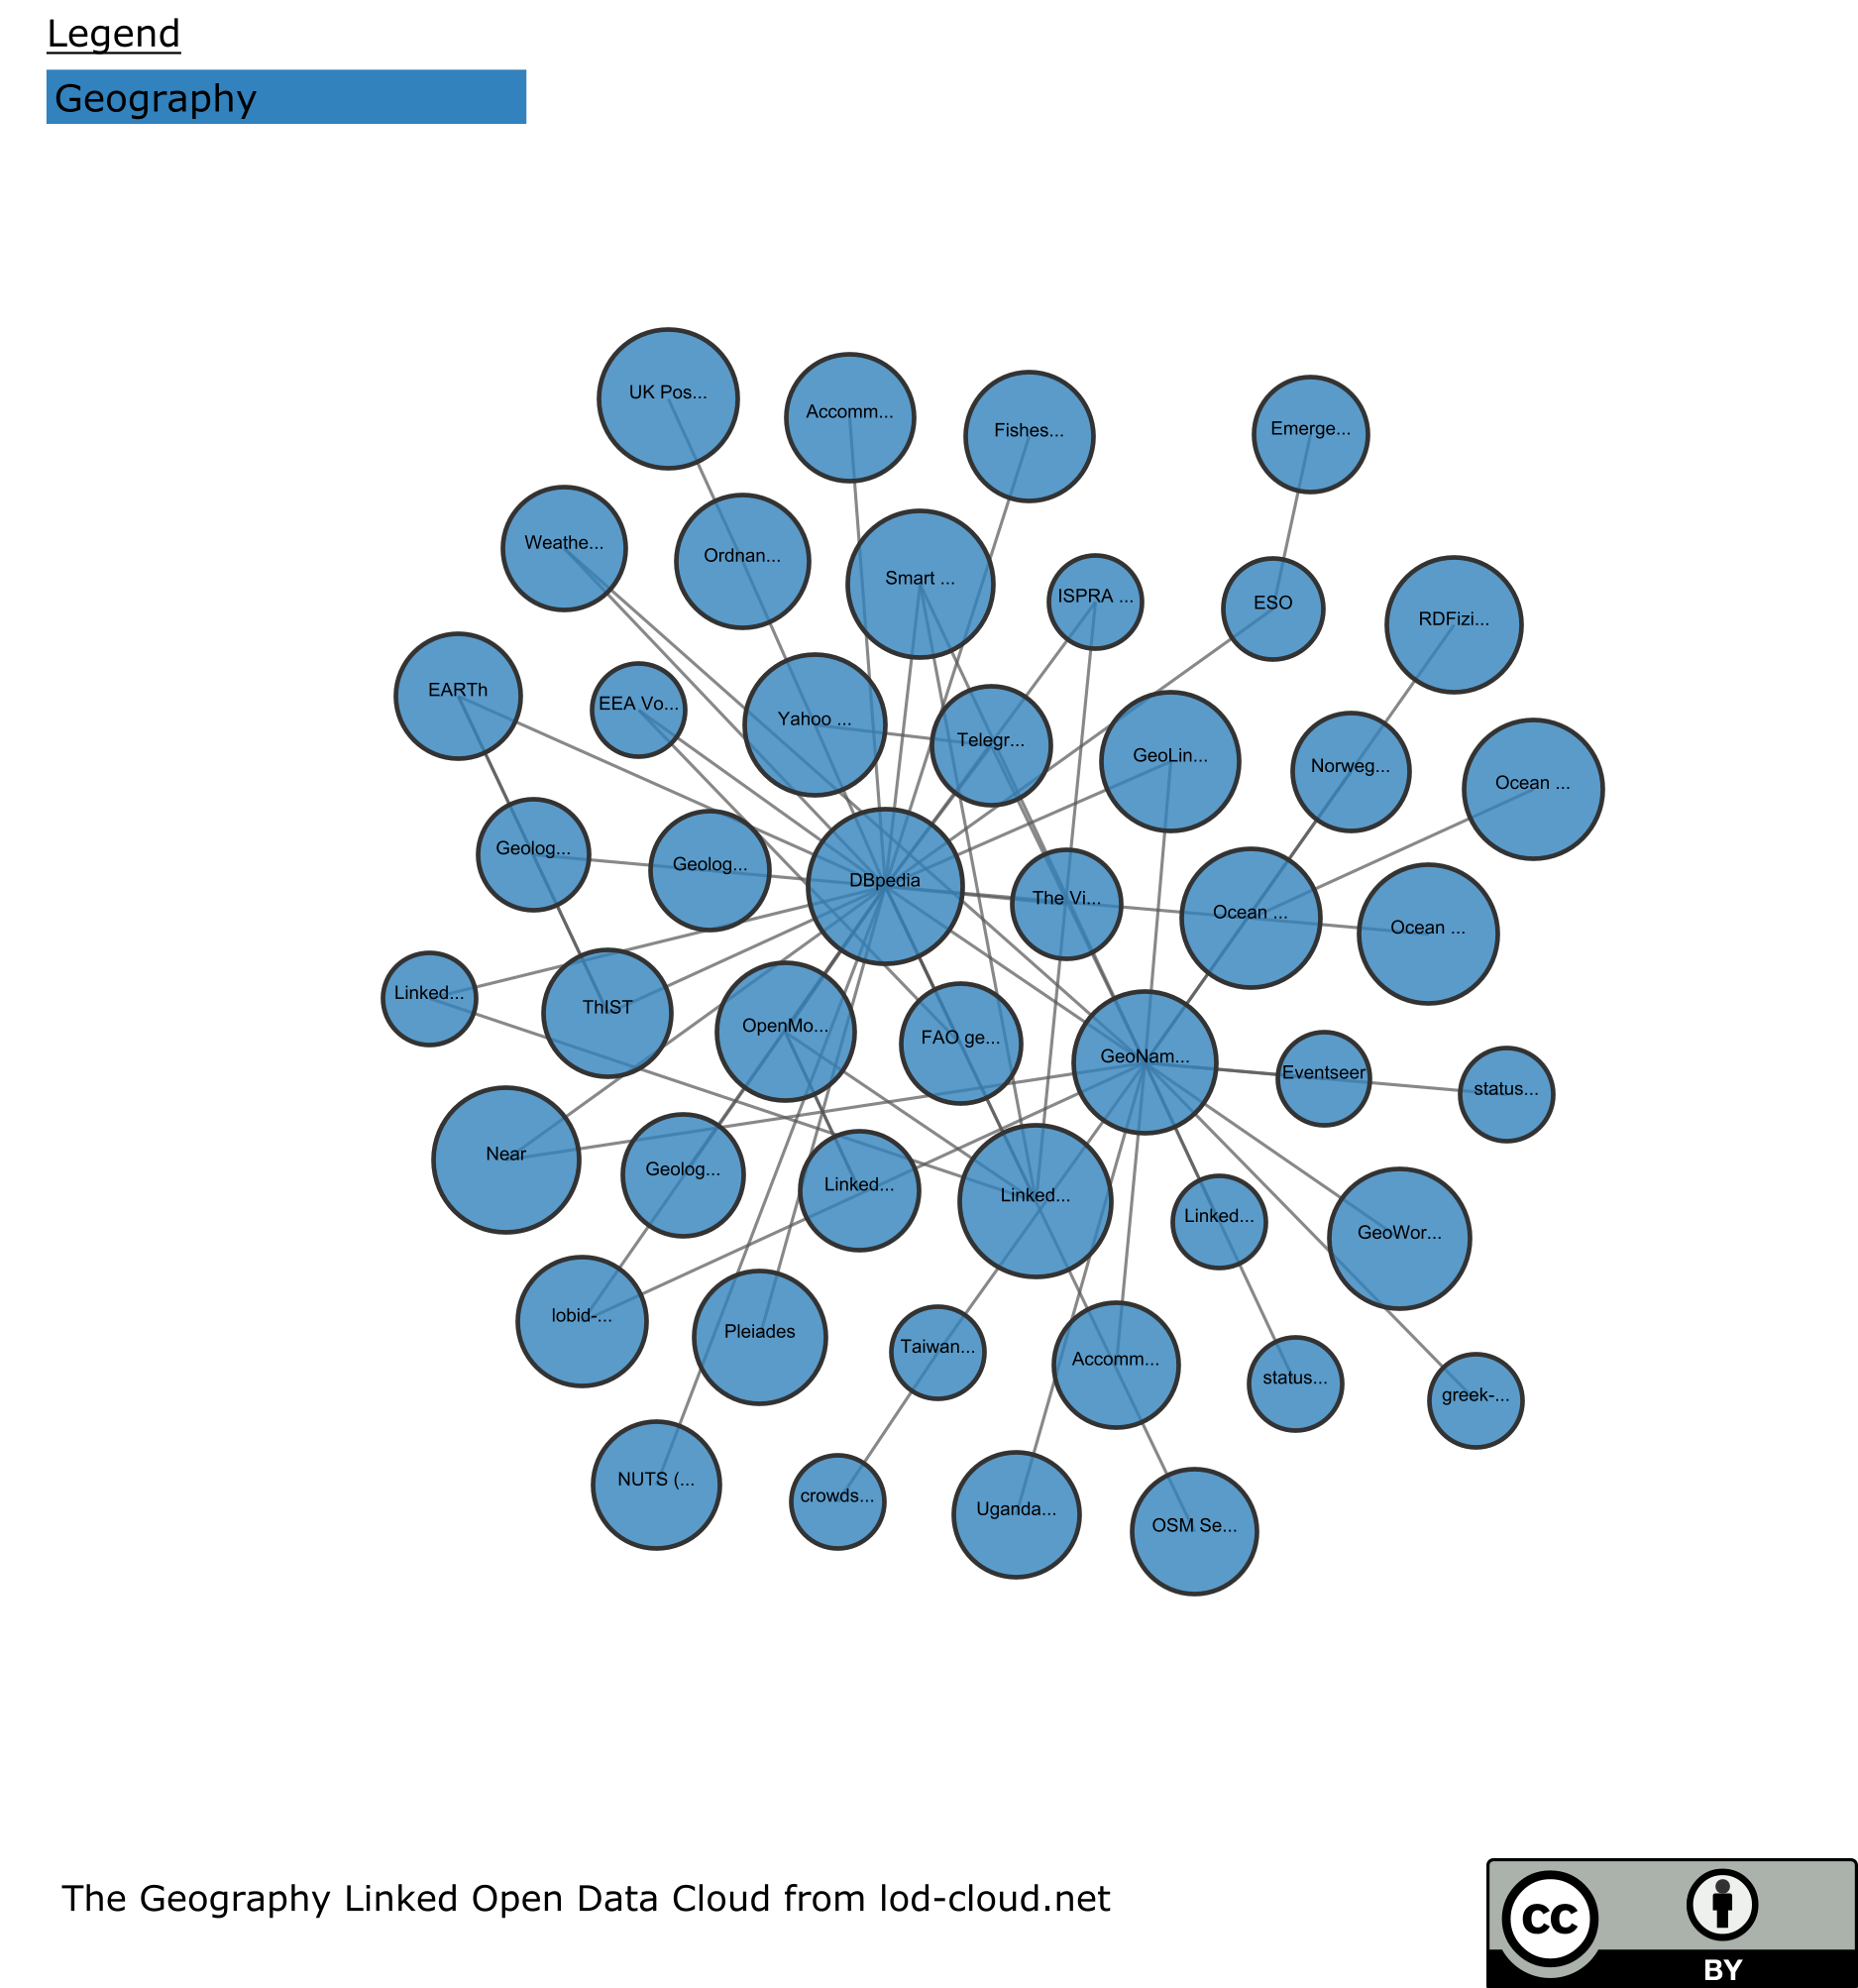 Legend
Geography
UK Pos...
Accomm...
Fishes...
Emerge...
Weathe...
Ordnan...
Smart ...
ISPRA ...
ESO
RDFizi...
EARTh
EEA Vo...
Yahoo ...
Telegr...
GeoLin...
Norweg...
Ocean ...
Geolog...
Geolog...
DBpedia
The Vi...
Ocean ...
Ocean ...
Linked...
ThIST
OpenMo...
FAO ge...
GeoNam...
Eventseer
status...
Near
Geolog...
Linked...
Linked...
Linked...
GeoWor...
lobid-...
Pleiades
Taiwan...
Accomm...
status...
greek-...
NUTS (...
crowds...
Uganda...
OSM Se...
The Geography Linked Open Data Cloud from lod-cloud.net
cc
BY